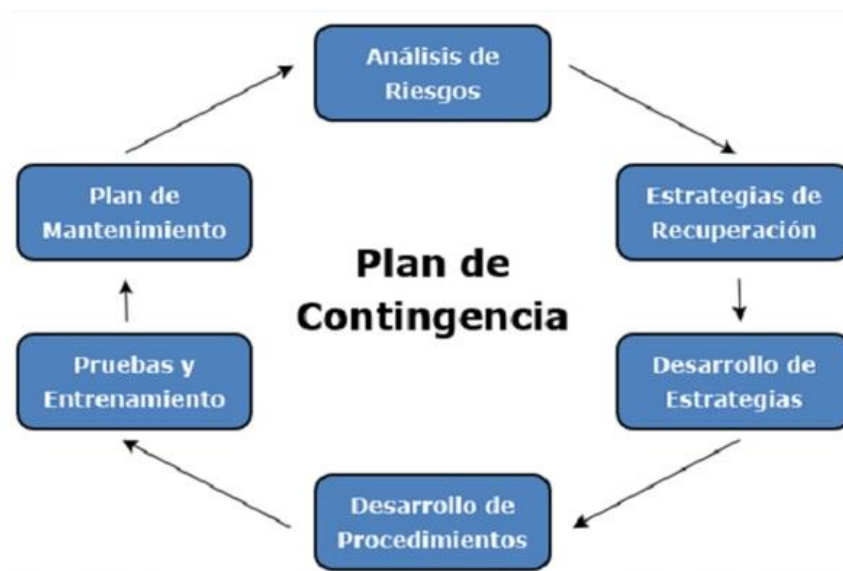 Análisis de
Riesgos
Estrategias de
Recuperación
Desarrollo de
Estrategias
Desarrollo de
Procedimientos
Pruebas y
Entrenamiento
Plan de
Mantenimiento
Plan de
Contingencia